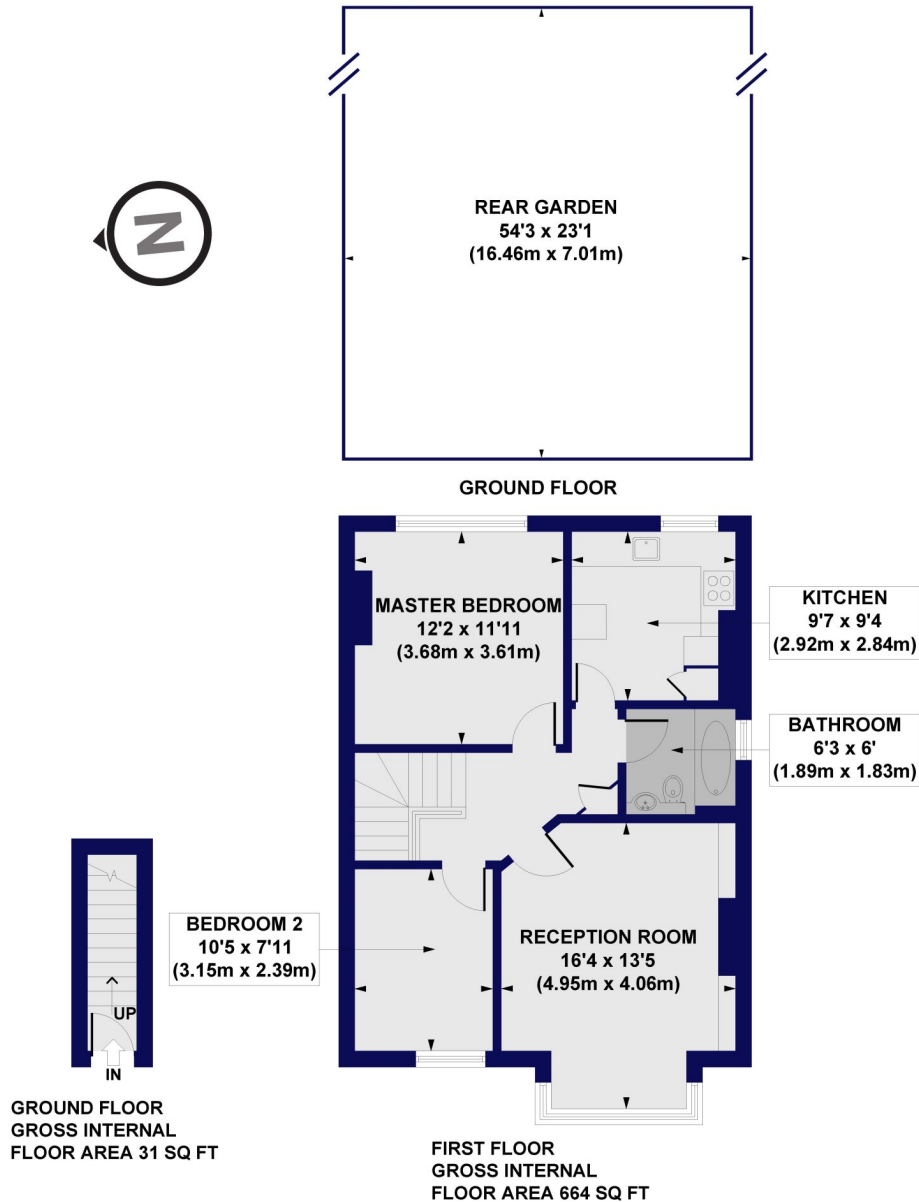 REAR GARDEN
54'3 x 23'1
(16.46m x 7.01m)
N
GROUND FLOOR
MASTER BEDROOM
12'2 x 11'11
(3.68m x 3.61m)
KITCHEN
9'7 x 9'4
(2.92m x 2.84m)
BATHROOM
6'3 x 6'
(1.89m x 1.83m)
BEDROOM 2
10'5 x 7'11
(3.15m x 2.39m)
RECEPTION ROOM
16'4 x 13'5
(4.95m x 4.06m)
UP
IN
GROUND FLOOR
GROSS INTERNAL
FLOOR AREA 31 SQ FT
FIRST FLOOR
GROSS INTERNAL
FLOOR AREA 664 SQ FT